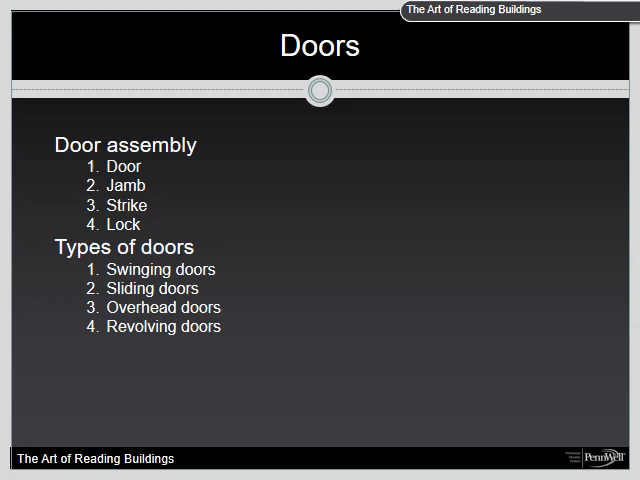 The Art of Reading Buildings
Doors
Door assembly
1. Door
2. Jamb
3. Strike
4. Lock
Types of doors
1. Swinging doors
2. Sliding doors
3. Overhead doors
4. Revolving doors
The Art of Reading Buildings
PennWell